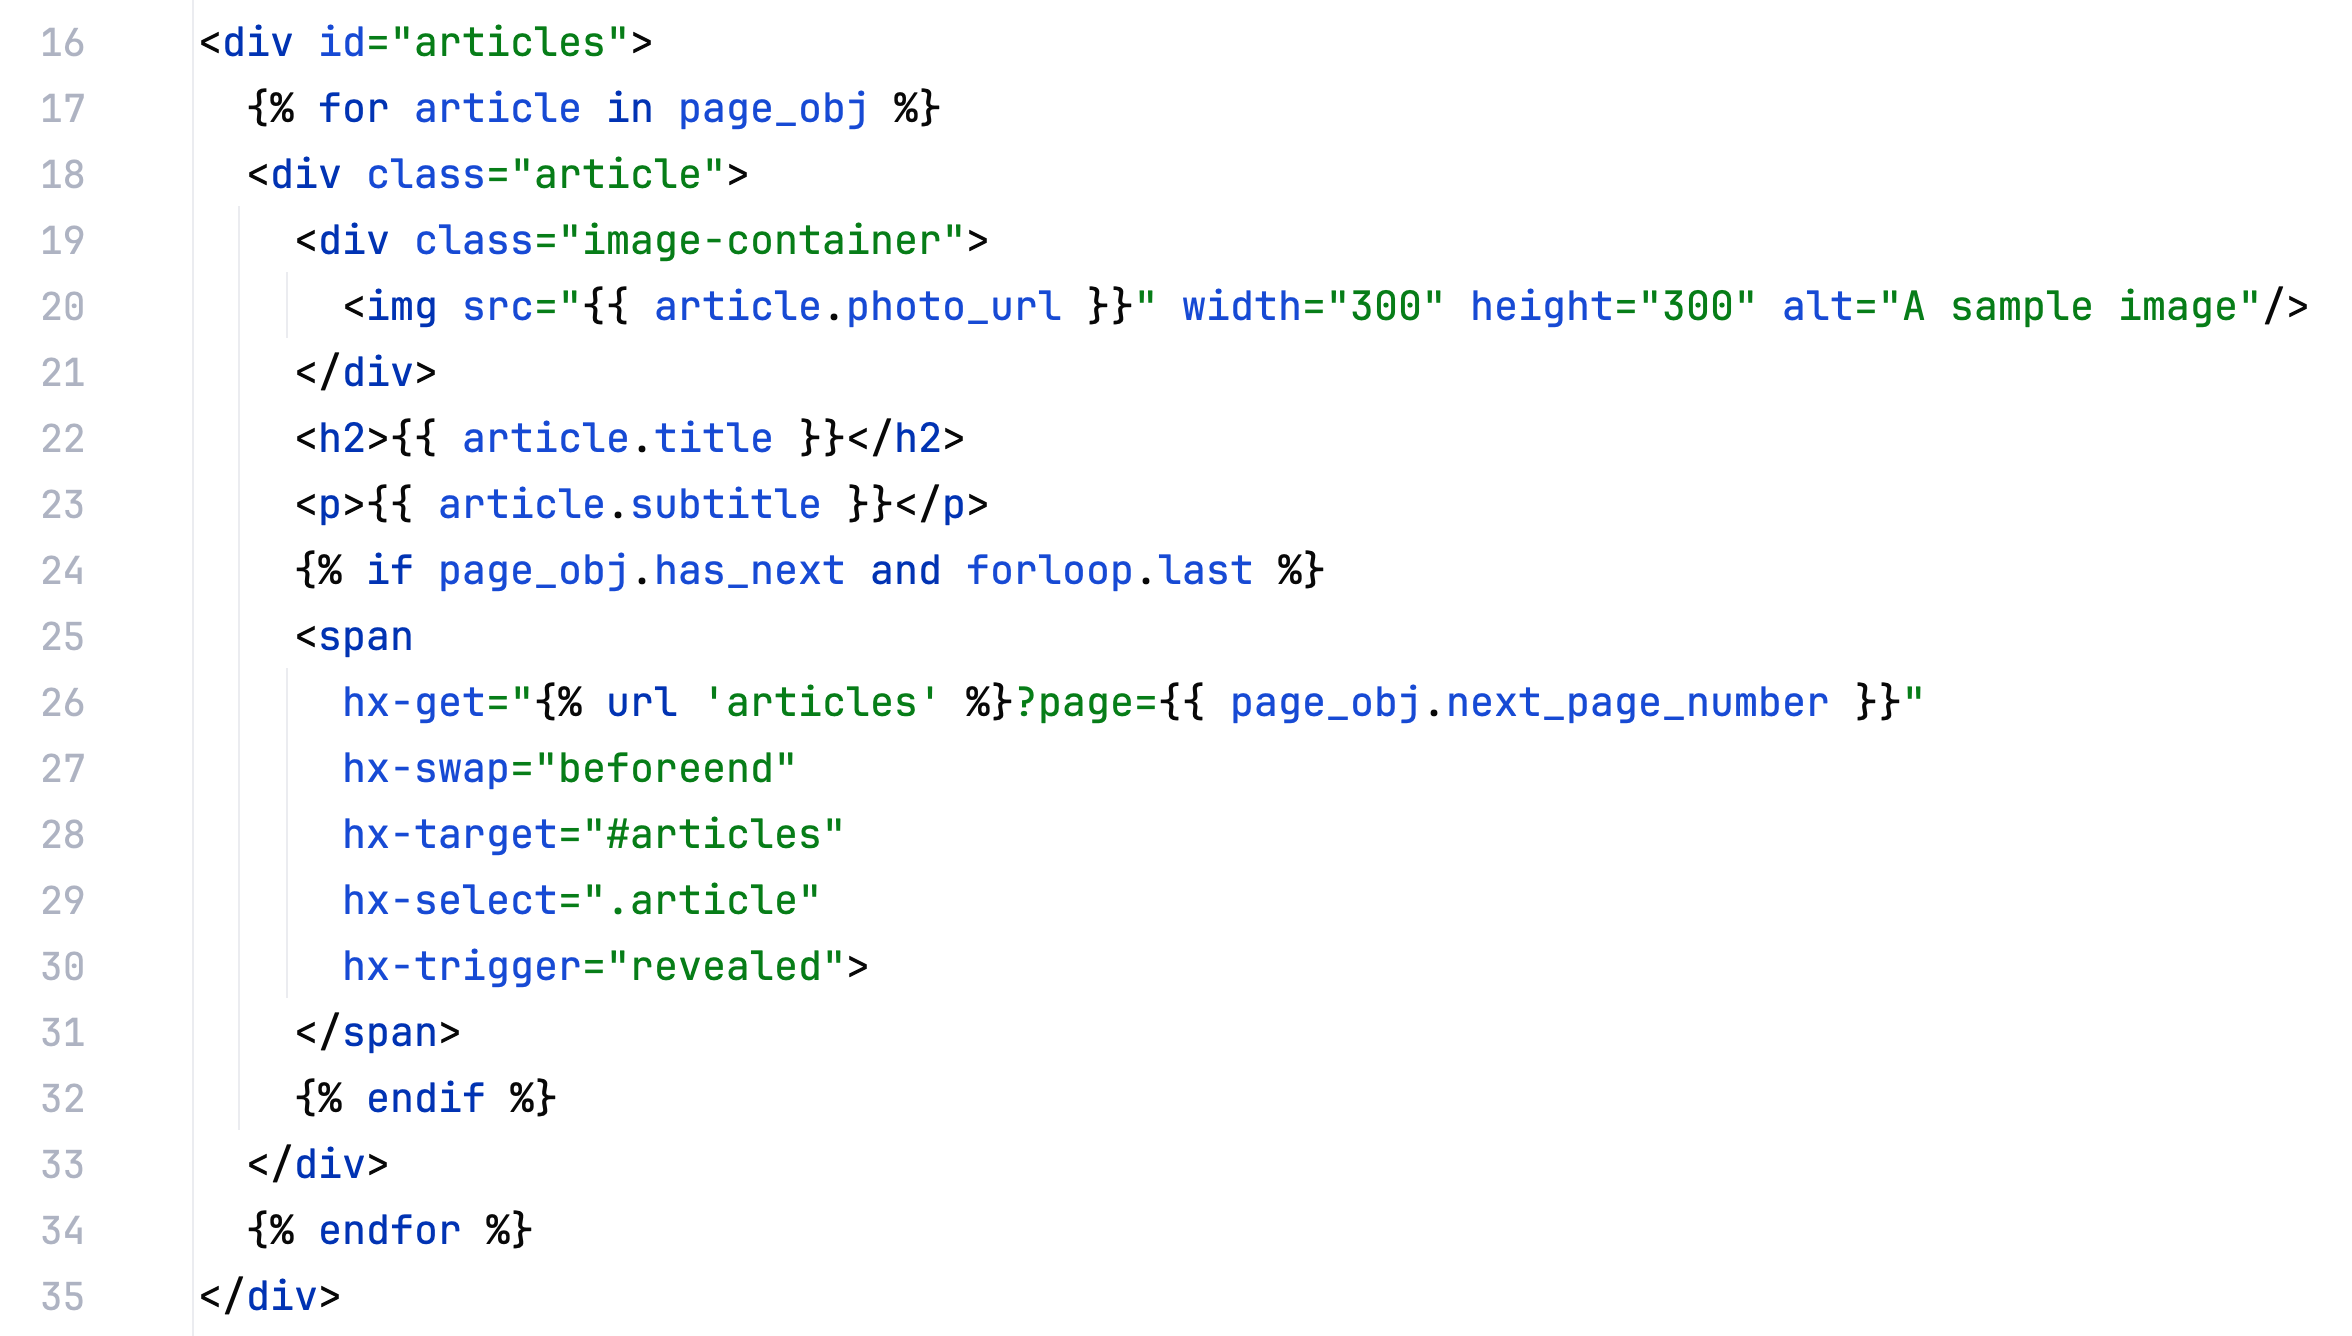 16 <div id="articles">
17   {% for article in page_obj %}
18   <div class="article">
19     <div class="image-container">
20       <img src="{{ article.photo_url }}" width="300" height="300" alt="A sample image"/>
21     </div>
22     <h2>{{ article.title }}</h2>
23     <p>{{ article.subtitle }}</p>
24     {% if page_obj.has_next and forloop.last %}
25     <span
26       hx-get="{% url 'articles' %}?page={{ page_obj.next_page_number }}"
27       hx-swap="beforeend"
28       hx-target="#articles"
29       hx-select=".article"
30       hx-trigger="revealed">
31     </span>
32     {% endif %}
33   </div>
34   {% endfor %}
35 </div>